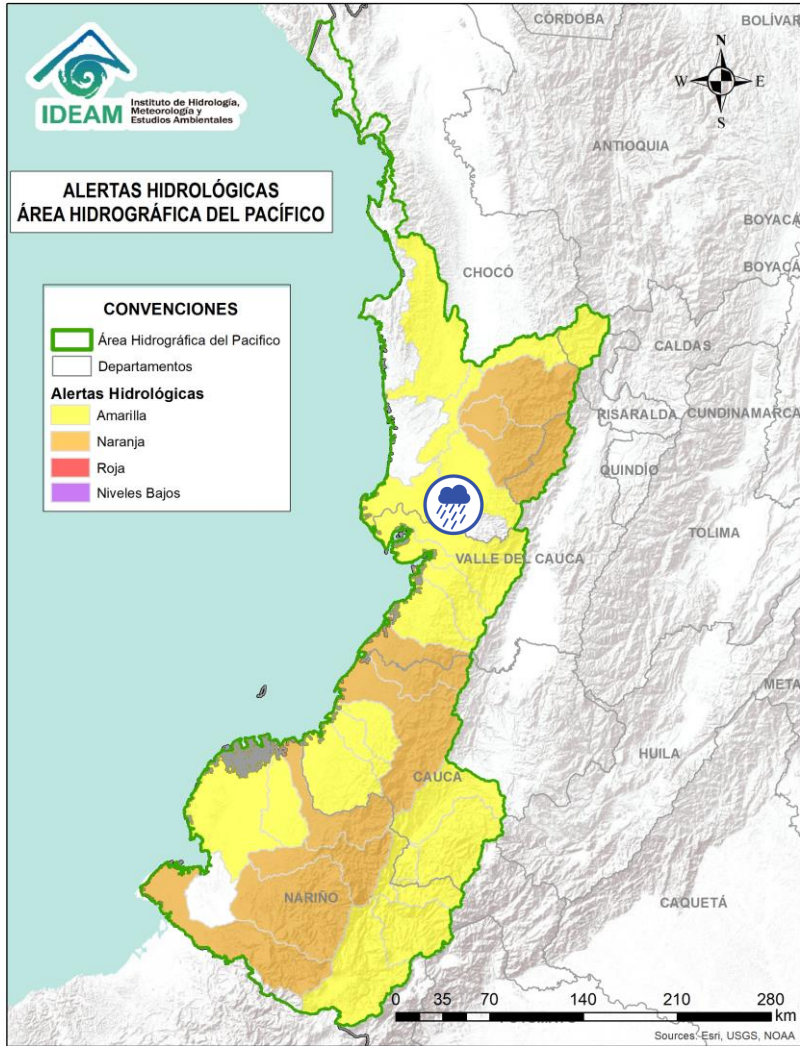 IDEAM
Instituto de Hidrología,
Meteorología y
Estudios Ambientales
ALERTAS HIDROLÓGICAS
ÁREA HIDROGRÁFICA DEL PACÍFICO
CONVENCIONES
Área Hidrográfica del Pacifico
Departamentos
Alertas Hidrológicas
Amarilla
Naranja
Roja
Niveles Bajos
CÓRDOBA
BOLÍVAR
N
W
E
S
ANTIOQUIA
BOYACÁ
CHOCÓ
BOYACÁ
CALDAS
RISARALDA
CUNDINAMARCA
QUINDÍO
TOLIMA
VALLE DEL CAUCA
META
HUILA
CAUCA
NARIÑO
CAQUETÁ
0 35 70 140 210 280
km
Sources: Esri, USGS, NOAA